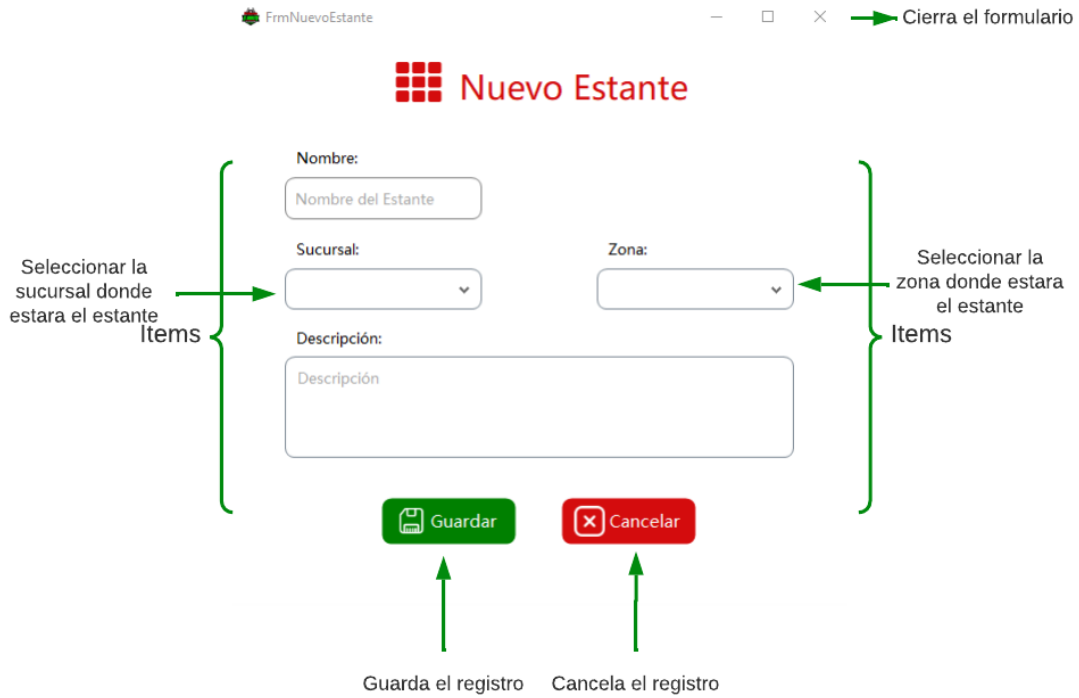 FrmNuevoEstante
Cierra el formulario
Nuevo Estante
Nombre:
Nombre del Estante
Sucursal:
Zona:
Seleccionar la
sucursal donde
estara el estante
Seleccionar la
zona donde estara
el estante
Items
Items
Descripción:
Descripción
Guardar
Cancelar
Guarda el registro
Cancela el registro